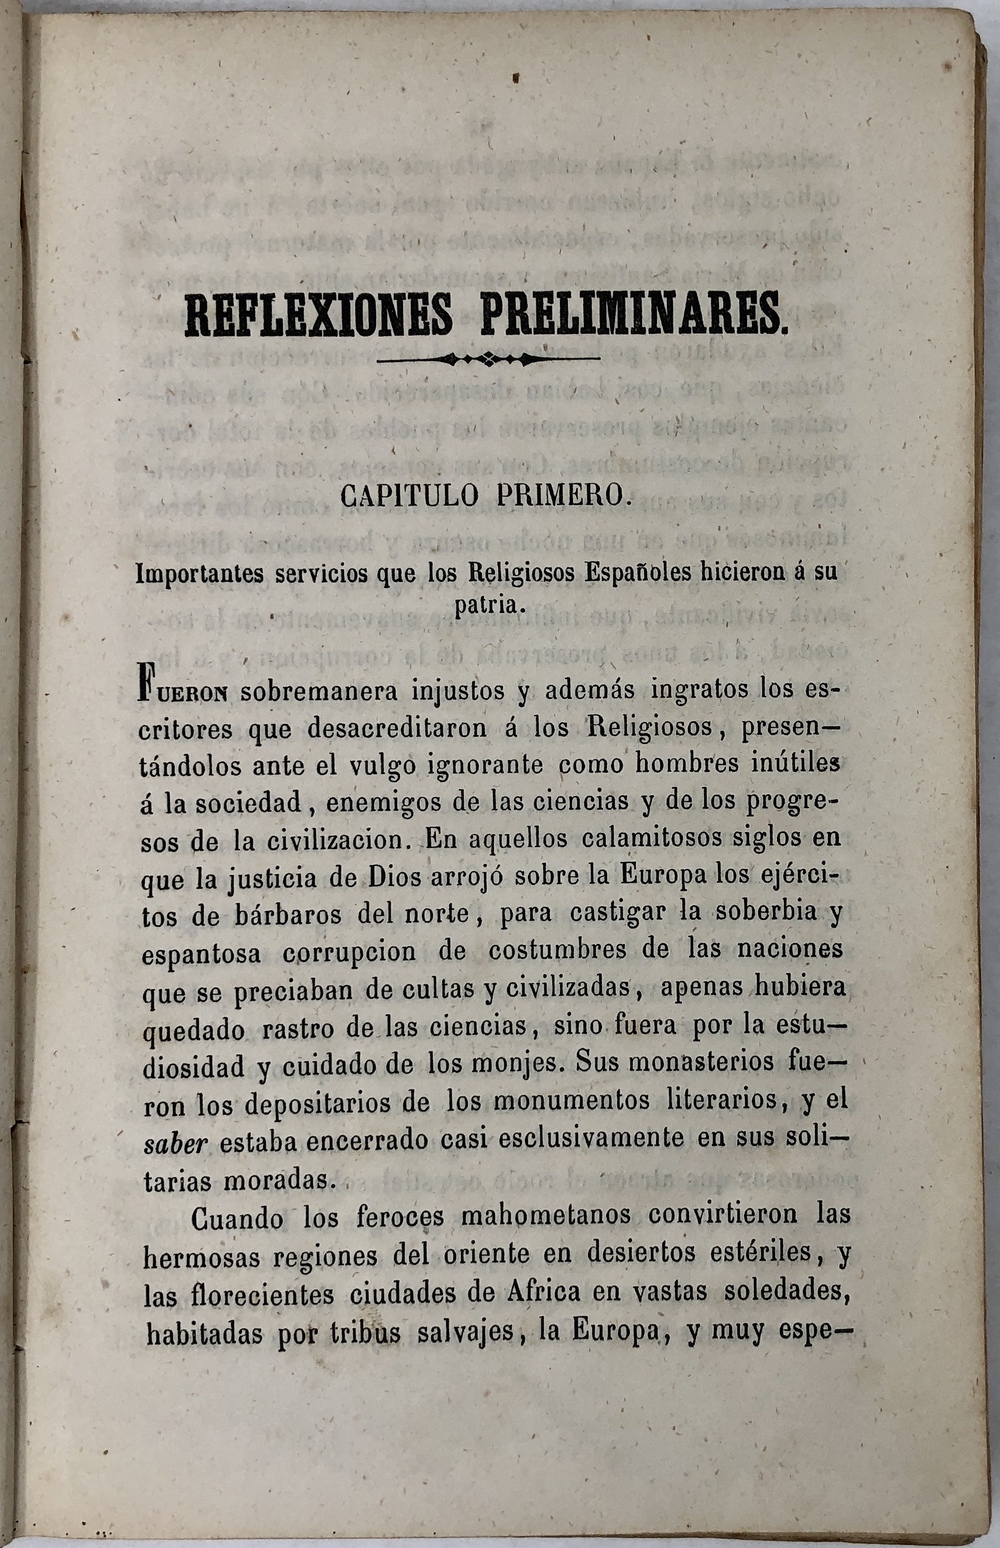 REFLEXIONES PRELIMINARES.
CAPITULO PRIMERO.
Importantes servicios que los Religiosos Españoles hicieron á su
patria.
FUERON sobremanera injustos y además ingratos los es-
critores que desacreditaron á los Religiosos, presen-
tándolos ante el vulgo ignorante como hombres inútiles
á la sociedad, enemigos de las ciencias y de los progre-
sos de la civilizacion. En aquellos calamitosos siglos en
que la justicia de Dios arrojó sobre la Europa los ejérci-
tos de bárbaros del norte, para castigar la soberbia y
espantosa corrupcion de costumbres de las naciones
que se preciaban de cultas y civilizadas, apenas hubiera
quedado rastro de las ciencias, sino fuera por la estu-
diosidad y cuidado de los monjes. Sus monasterios fue-
ron los depositarios de los monumentos literarios, y el
saber estaba encerrado casi esclusivamente en sus soli-
tarias moradas.
Cuando los feroces mahometanos convirtieron las
hermosas regiones del oriente en desiertos estériles, y
las florecientes ciudades de Africa en vastas soledades,
habitadas por tribus salvajes, la Europa, y muy espe-